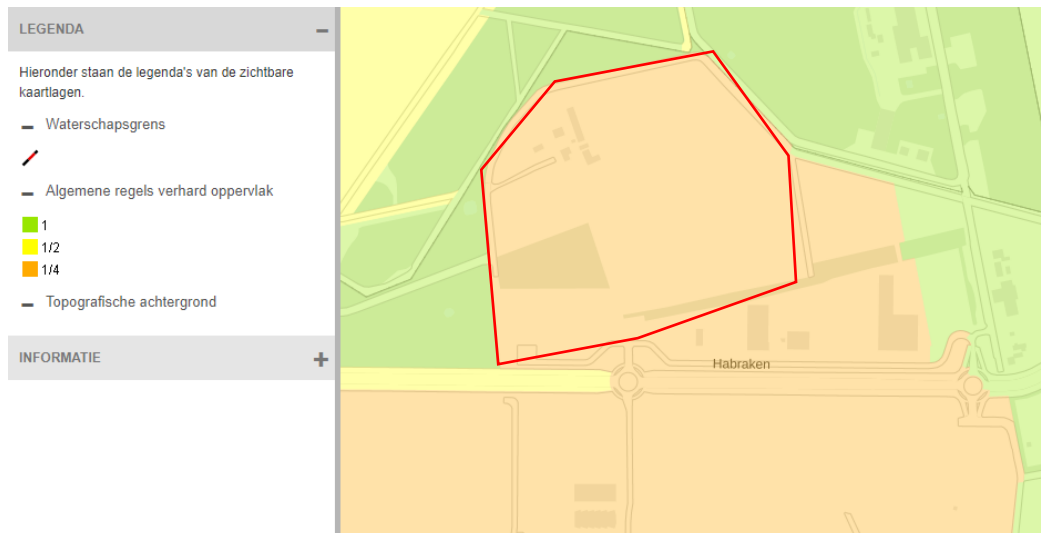 LEGENDA
Hieronder staan de legenda's van de zichtbare
kaartlagen.
Waterschapsgrens
Algemene regels verhard oppervlak
1
1/2
1/4
Topografische achtergrond
INFORMATIE
Habraken